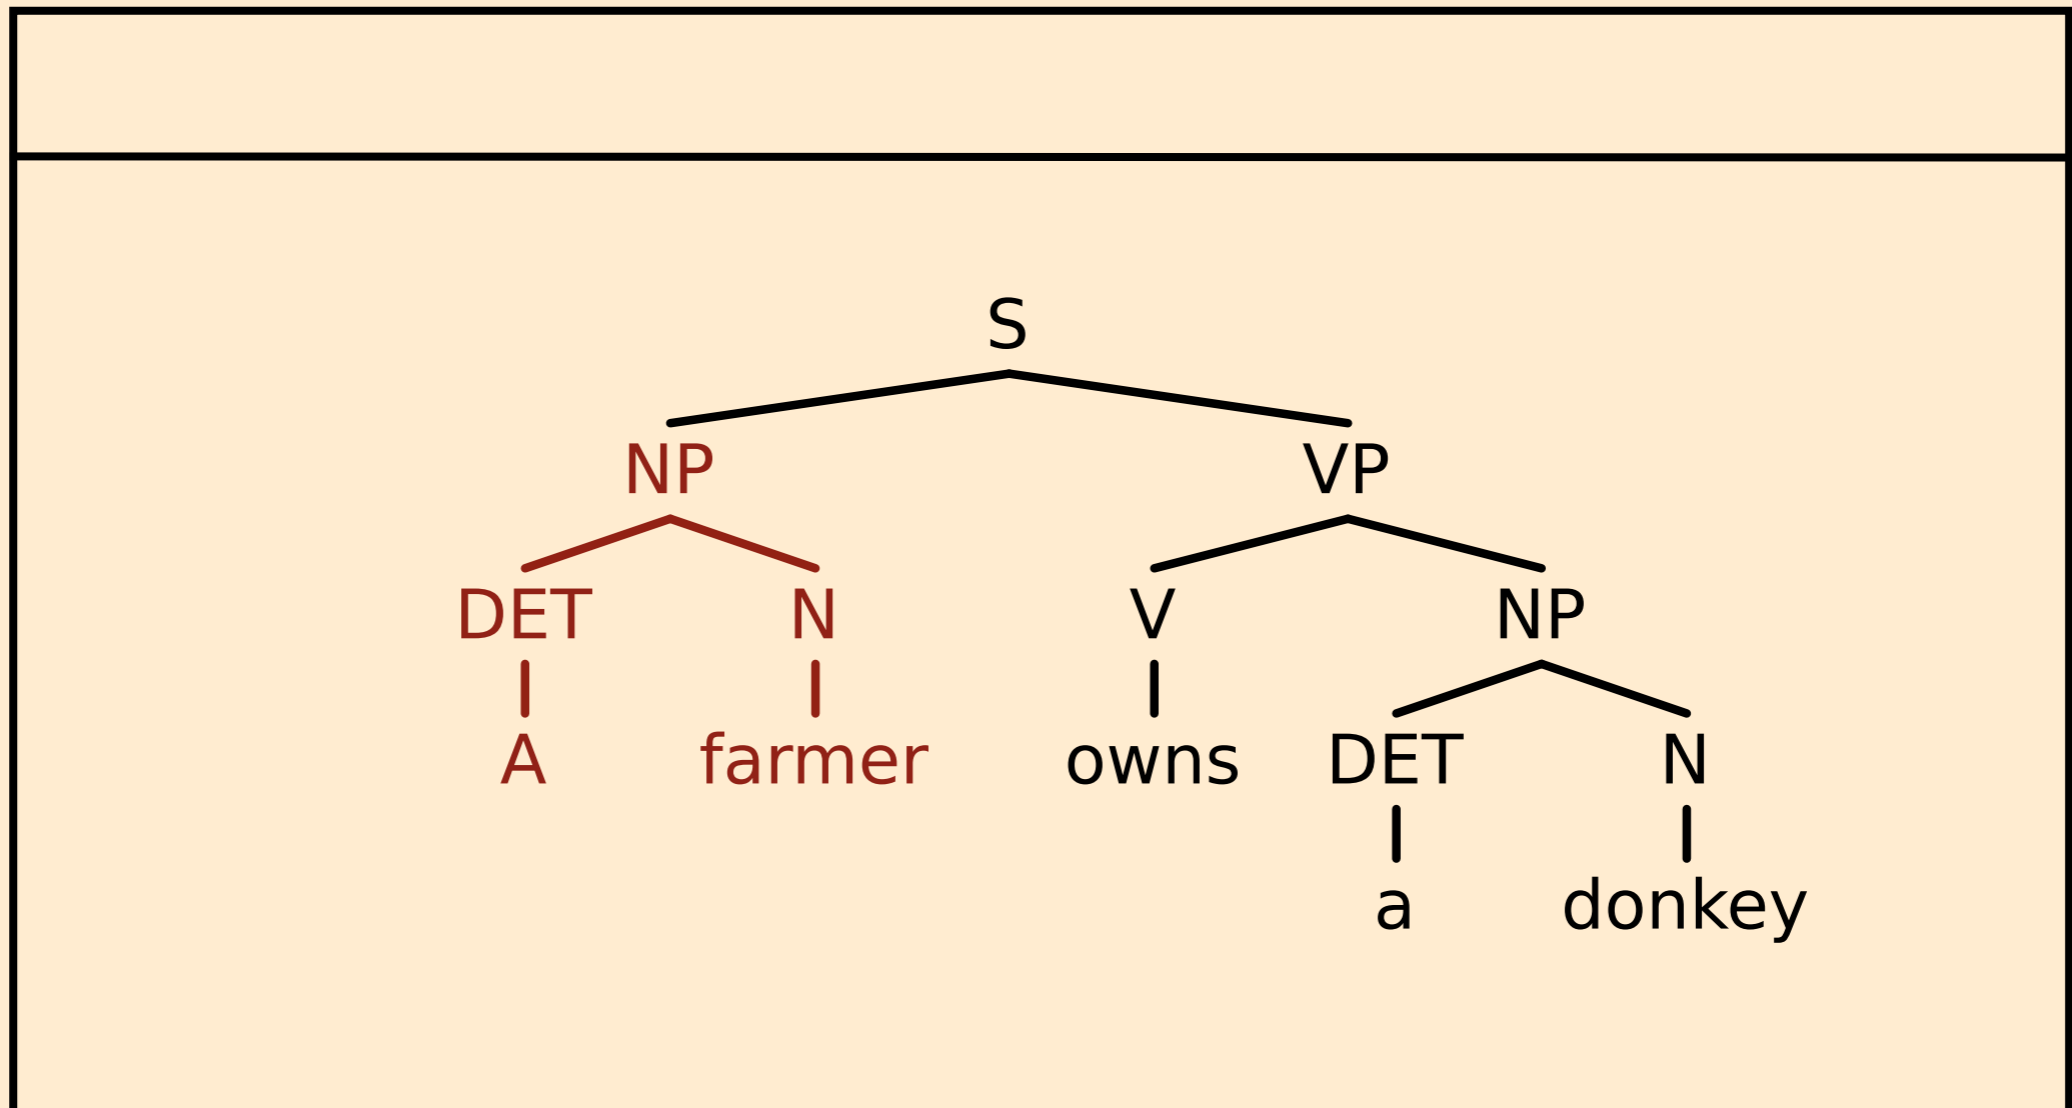 S
NP VP
DET N V NP
A farmer owns DET N
a donkey